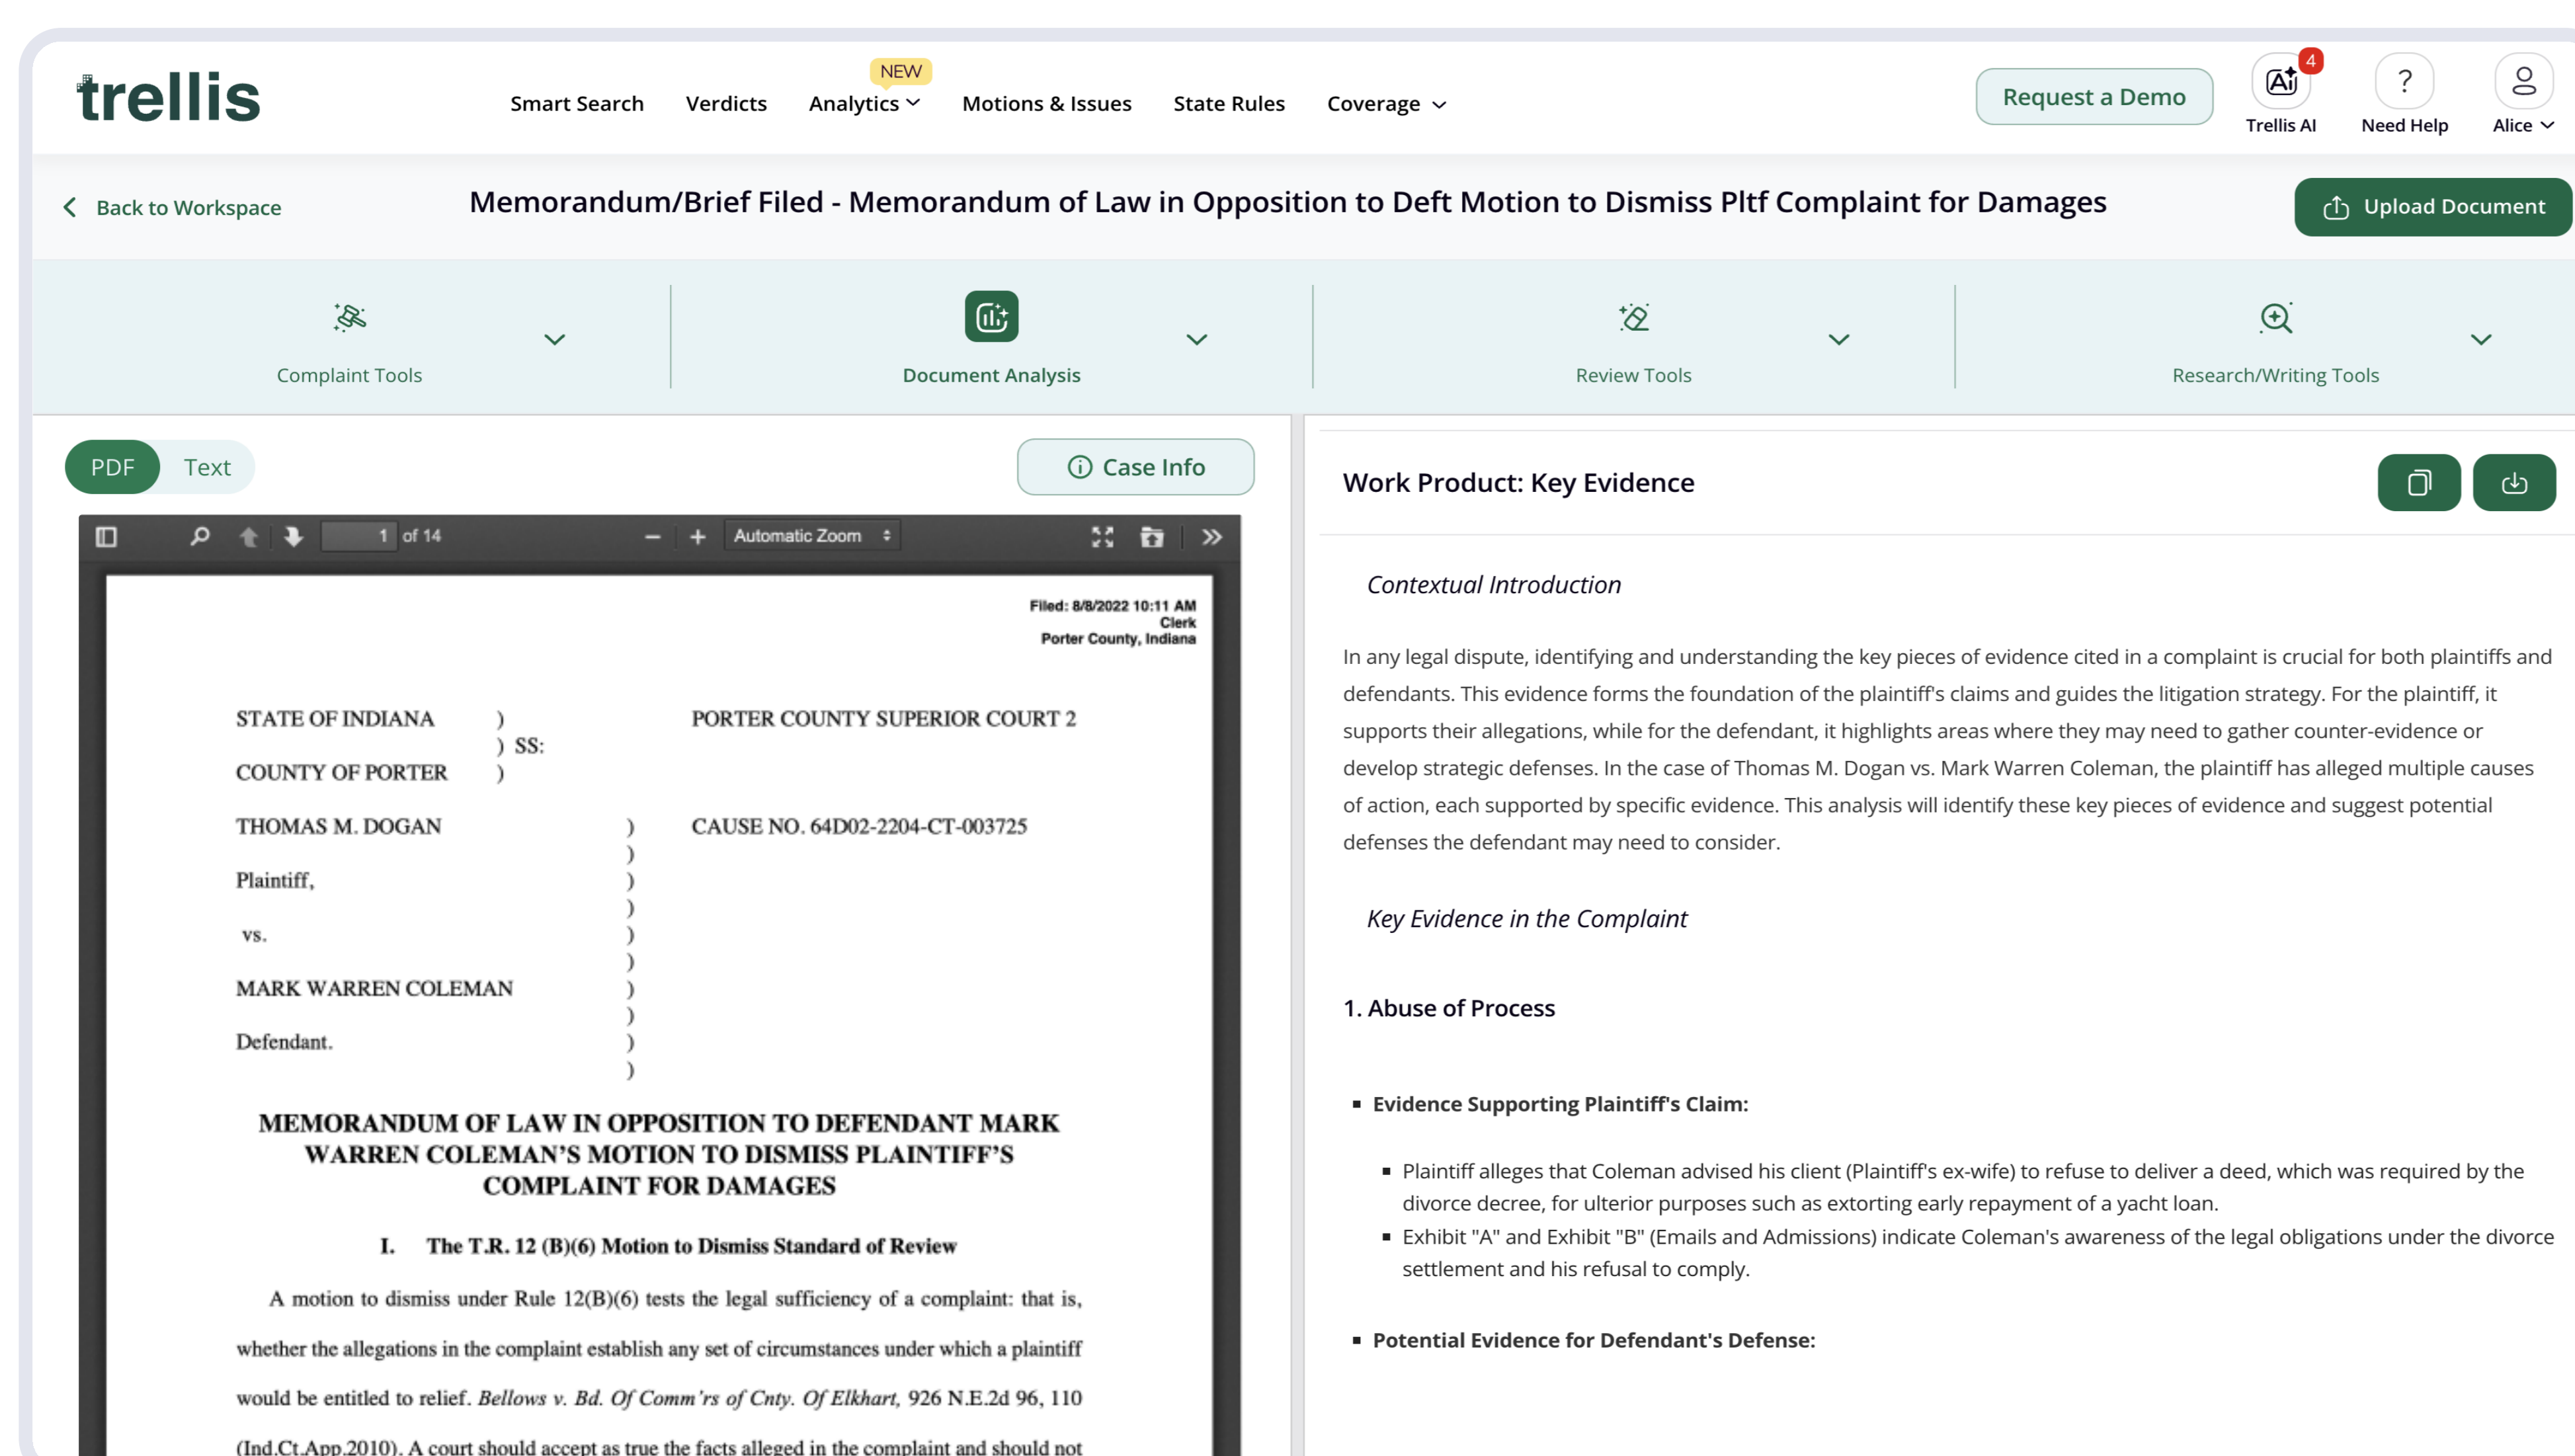 trellis
Smart Search
Verdicts
Analytics
NEW
Motions & Issues
State Rules
Coverage
Request a Demo
Ai
4
Trellis AI
?
Need Help
Alice
Back to Workspace
Memorandum/Brief Filed - Memorandum of Law in Opposition to Deft Motion to Dismiss Pltf Complaint for Damages
Upload Document
Complaint Tools
Document Analysis
Review Tools
Research/Writing Tools
PDF
Text
Case Info
1 of 14
Automatic Zoom
Filed: 8/8/2022 10:11 AM
Clerk
Porter County, Indiana
STATE OF INDIANA ) PORTER COUNTY SUPERIOR COURT 2
) SS:
COUNTY OF PORTER )
THOMAS M. DOGAN ) CAUSE NO. 64D02-2204-CT-003725
)
Plaintiff, )
)
vs. )
)
MARK WARREN COLEMAN )
)
Defendant. )
)
MEMORANDUM OF LAW IN OPPOSITION TO DEFENDANT MARK
WARREN COLEMAN'S MOTION TO DISMISS PLAINTIFF'S
COMPLAINT FOR DAMAGES
I. The T.R. 12 (B)(6) Motion to Dismiss Standard of Review
A motion to dismiss under Rule 12(B)(6) tests the legal sufficiency of a complaint: that is,
whether the allegations in the complaint establish any set of circumstances under which a plaintiff
would be entitled to relief. Bellows v. Bd. Of Comm'rs of Cnty. Of Elkhart, 926 N.E.2d 96, 110
(Ind.Ct.App.2010). A court should accept as true the facts alleged in the complaint and should not
Work Product: Key Evidence
Contextual Introduction
In any legal dispute, identifying and understanding the key pieces of evidence cited in a complaint is crucial for both plaintiffs and
defendants. This evidence forms the foundation of the plaintiff's claims and guides the litigation strategy. For the plaintiff, it
supports their allegations, while for the defendant, it highlights areas where they may need to gather counter-evidence or
develop strategic defenses. In the case of Thomas M. Dogan vs. Mark Warren Coleman, the plaintiff has alleged multiple causes
of action, each supported by specific evidence. This analysis will identify these key pieces of evidence and suggest potential
defenses the defendant may need to consider.
Key Evidence in the Complaint
1. Abuse of Process
▪ Evidence Supporting Plaintiff's Claim:
▪ Plaintiff alleges that Coleman advised his client (Plaintiff's ex-wife) to refuse to deliver a deed, which was required by the
divorce decree, for ulterior purposes such as extorting early repayment of a yacht loan.
▪ Exhibit "A" and Exhibit "B" (Emails and Admissions) indicate Coleman's awareness of the legal obligations under the divorce
settlement and his refusal to comply.
▪ Potential Evidence for Defendant's Defense: